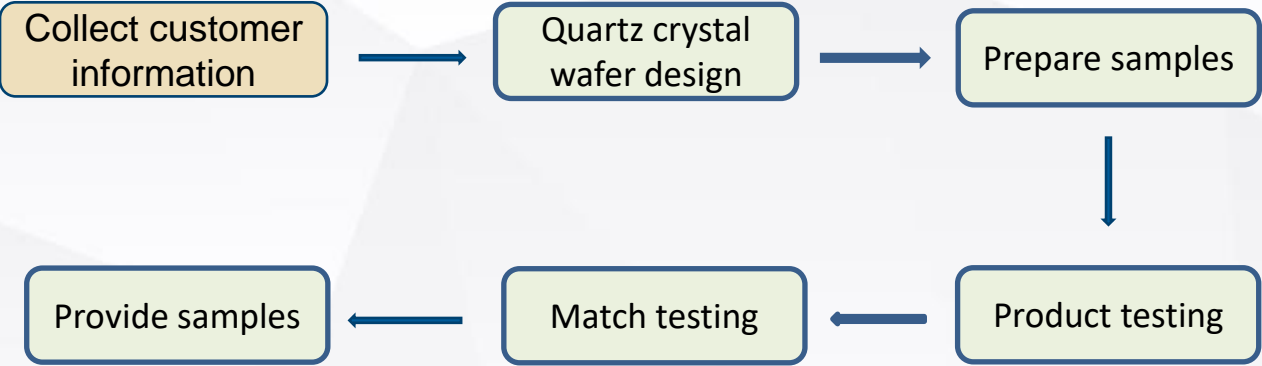 Collect customer
information
Quartz crystal
wafer design
Prepare samples
Product testing
Match testing
Provide samples